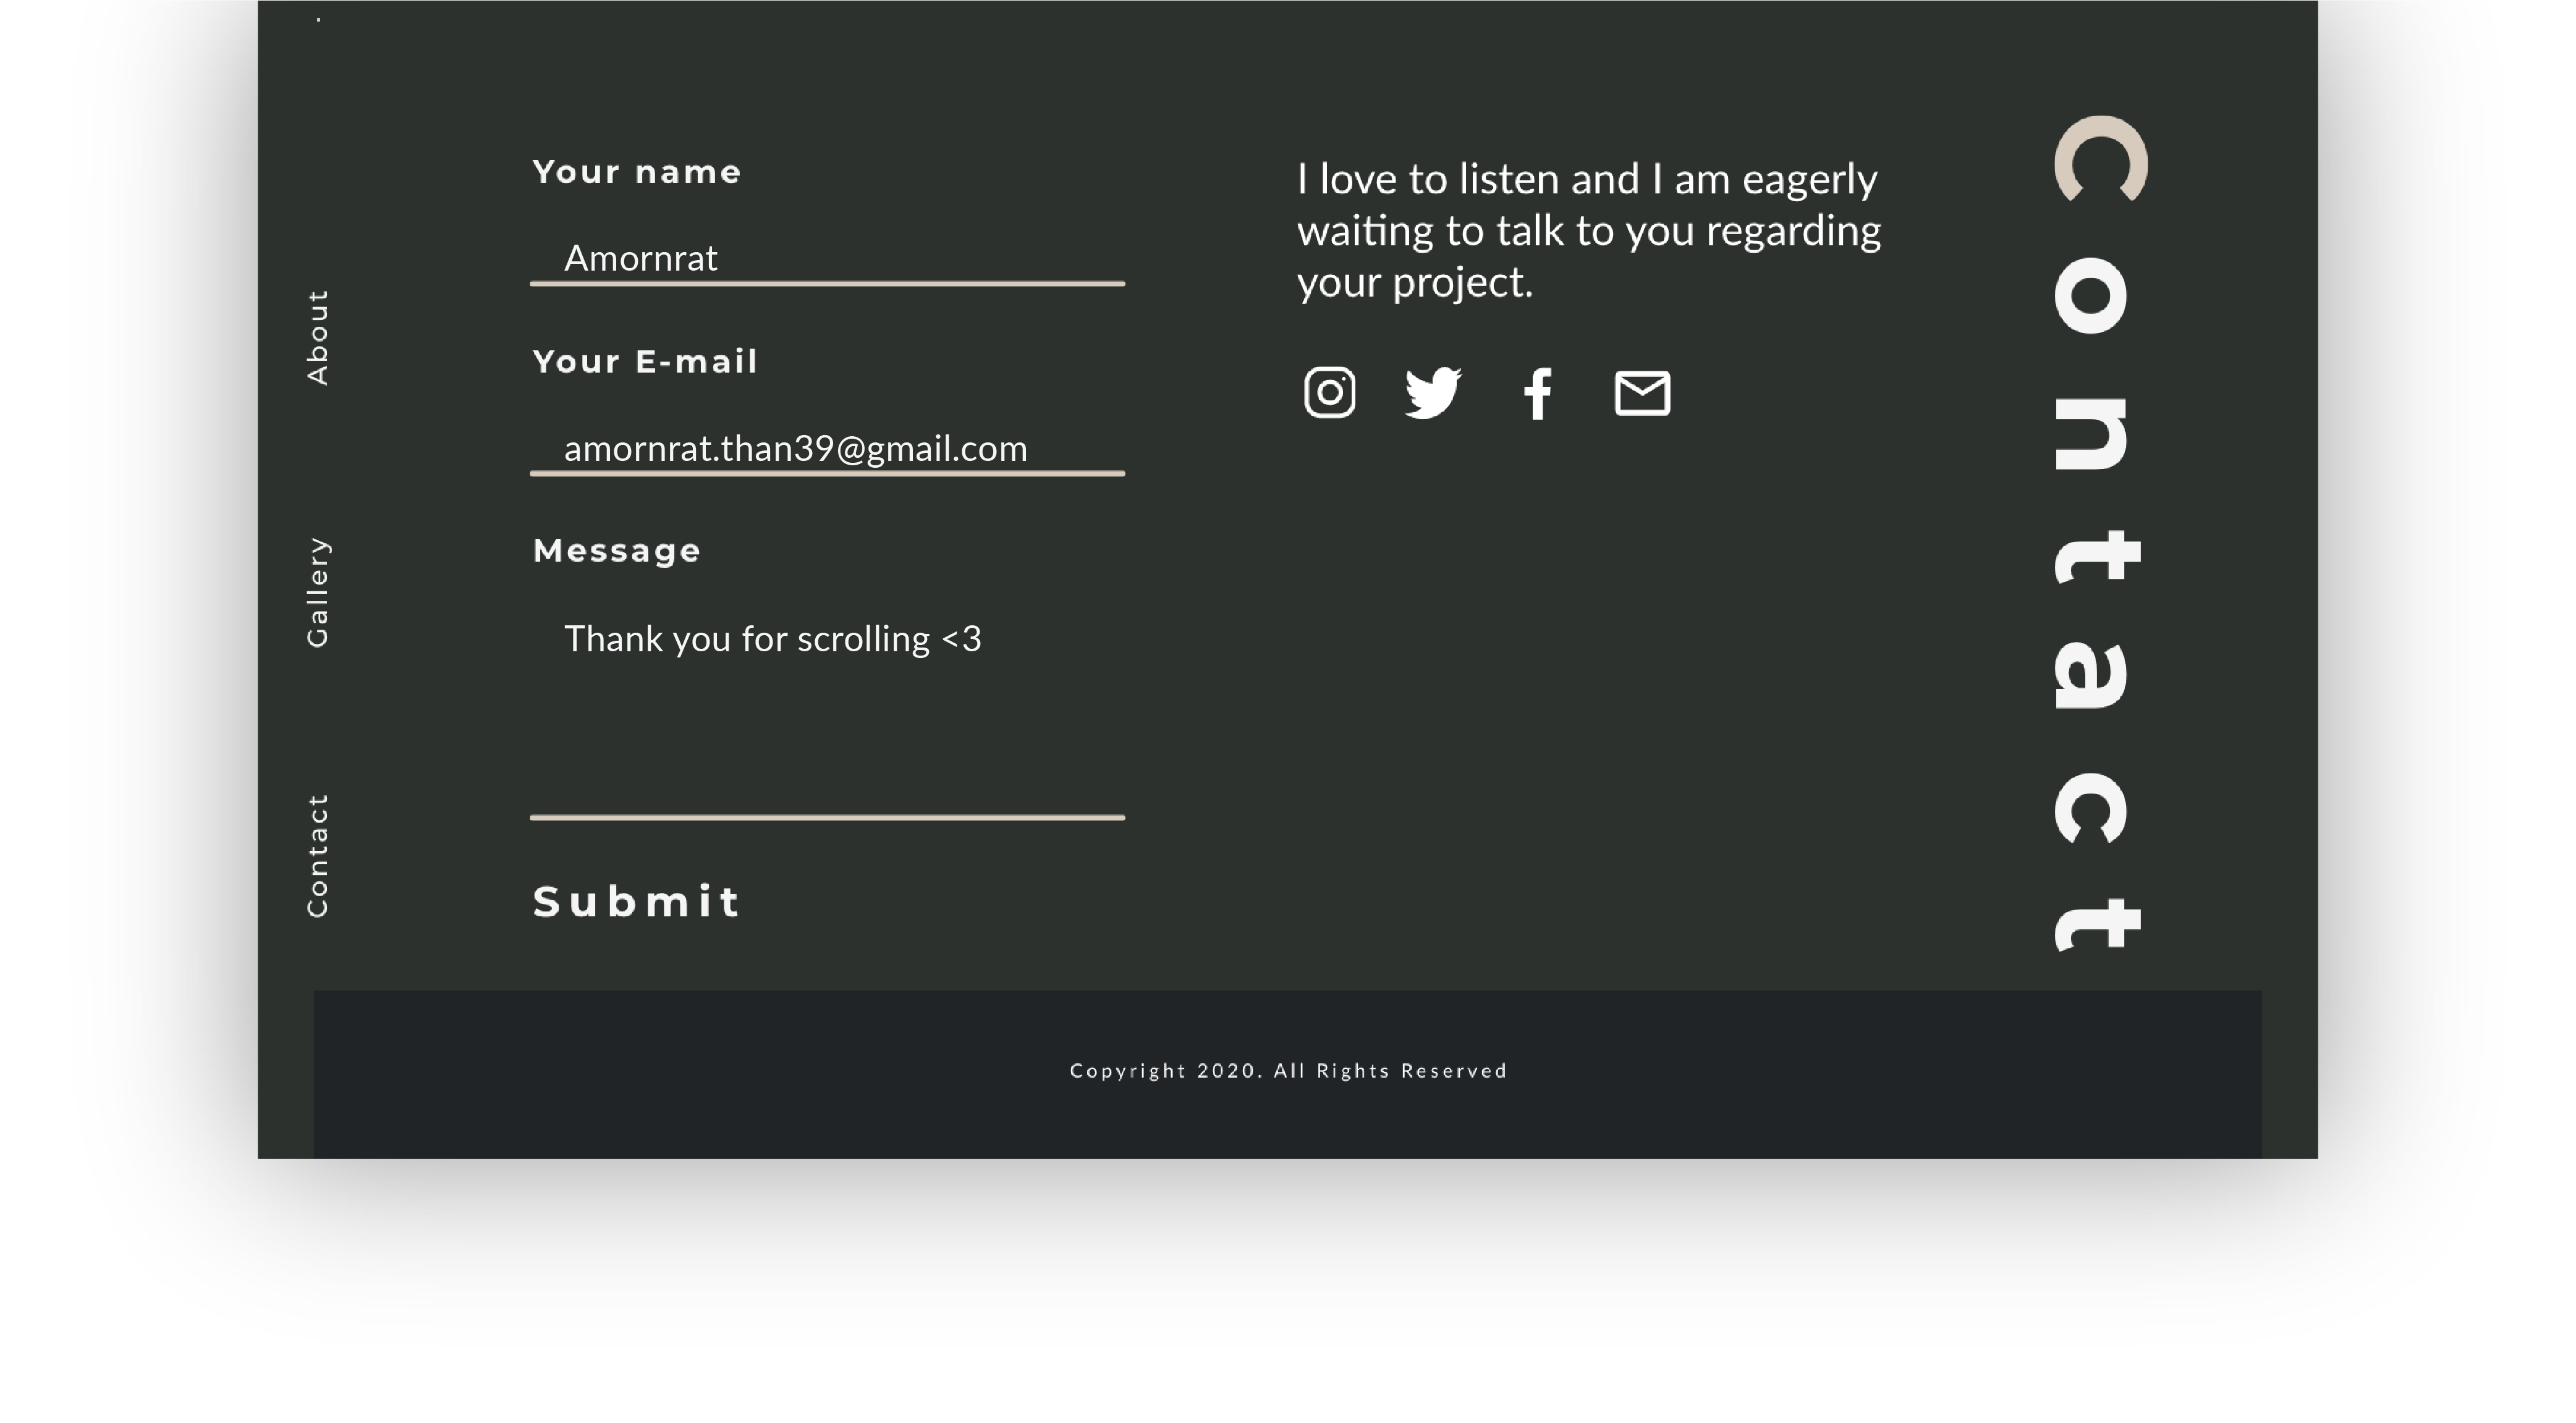 About
Gallery
Contact
Your name
Amornrat
Your E-mail
amornrat.than39@gmail.com
Message
Thank you for scrolling <3
Submit
I love to listen and I am eagerly
waiting to talk to you regarding
your project.
Contact
Copyright 2020. All Rights Reserved